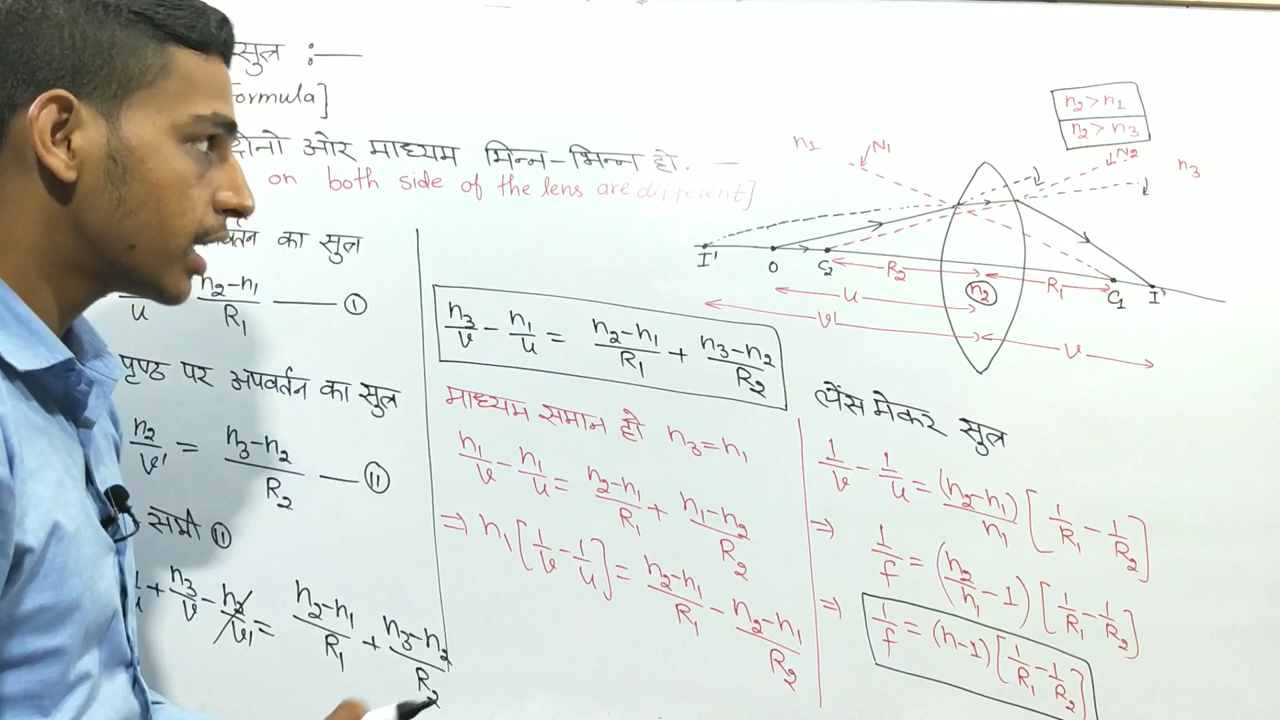 सुत्र :—
Formula]
दोनो ओर माध्यम भिन्न-भिन्न हो. —
on both side of the lens are different]
का सुत्र
u n₂-n₁/R₁ —— ①
पृष्ठ पर अपवर्तन का सुत्र
n₂/v' = n₃-n₂/R₂ — ⑪
समी ⑪
+ n₃/v - n₂/v' = n₂-n₁/R₁ + n₃-n₂/R₂
n₃/v - n₁/u = n₂-n₁/R₁ + n₃-n₂/R₂
माध्यम समान हो n₃=n₁
n₁/v - n₁/u = n₂-n₁/R₁ + n₁-n₂/R₂
⇒ n₁[1/v - 1/u] = n₂-n₁/R₁ - n₂-n₁/R₂
n₂>n₁
n₂>n₃
n₁ N₁ N₂ n₃
I' O C₂ C₁ I'
R₂ n₂ R₁
u
v' v
लेंस मेकर सुत्र
1/v - 1/u = (n₂-n₁)/n₁ [1/R₁ - 1/R₂]
⇒ 1/f = (n₂/n₁ - 1) [1/R₁ - 1/R₂]
⇒ 1/f = (n-1) [1/R₁ - 1/R₂]